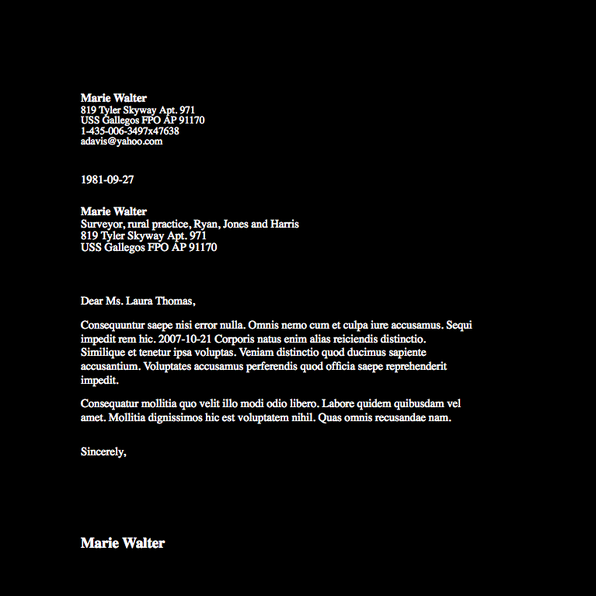 Marie Walter
819 Tyler Skyway Apt. 971
USS Gallegos FPO AP 91170
1-435-006-3497x47638
adavis@yahoo.com
1981-09-27
Marie Walter
Surveyor, rural practice, Ryan, Jones and Harris
819 Tyler Skyway Apt. 971
USS Gallegos FPO AP 91170
Dear Ms. Laura Thomas,
Consequuntur saepe nisi error nulla. Omnis nemo cum et culpa iure accusamus. Sequi
impedit rem hic. 2007-10-21 Corporis natus enim alias reiciendis distinctio.
Similique et tenetur ipsa voluptas. Veniam distinctio quod ducimus sapiente
accusantium. Voluptates accusamus perferendis quod officia saepe reprehenderit
impedit.
Consequatur mollitia quo velit illo modi odio libero. Labore quidem quibusdam vel
amet. Mollitia dignissimos hic est voluptatem nihil. Quas omnis recusandae nam.
Sincerely,
Marie Walter